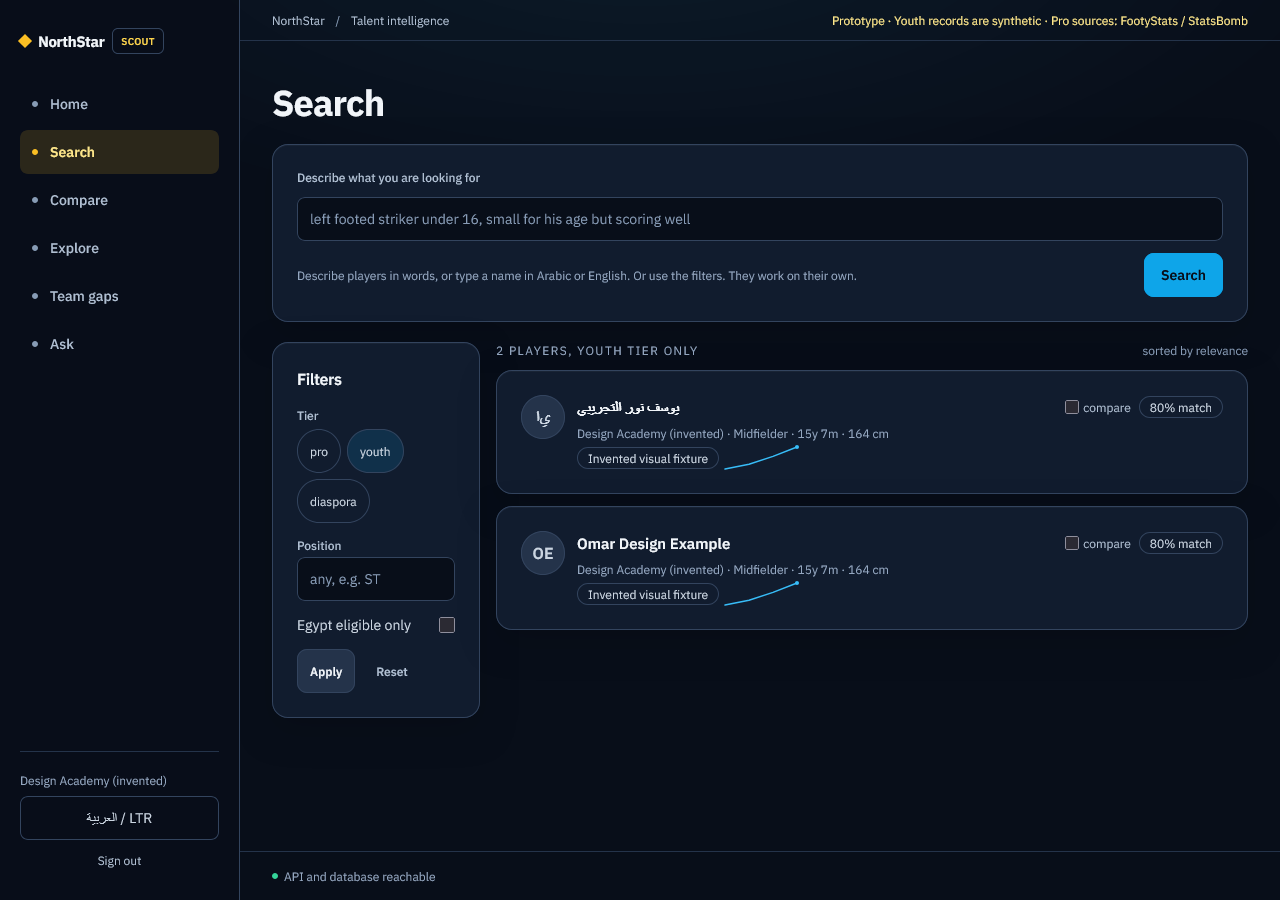 NorthStar SCOUT
Home
Search
Compare
Explore
Team gaps
Ask
Design Academy (invented)
العربية / LTR
Sign out
NorthStar / Talent intelligence
Prototype · Youth records are synthetic · Pro sources: FootyStats / StatsBomb
Search
Describe what you are looking for
left footed striker under 16, small for his age but scoring well
Describe players in words, or type a name in Arabic or English. Or use the filters. They work on their own.
Search
Filters
Tier
pro
youth
diaspora
Position
any, e.g. ST
Egypt eligible only
Apply
Reset
2 PLAYERS, YOUTH TIER ONLY
sorted by relevance
يا
يوسف نور التجريبي
compare
80% match
Design Academy (invented) · Midfielder · 15y 7m · 164 cm
Invented visual fixture
OE
Omar Design Example
compare
80% match
Design Academy (invented) · Midfielder · 15y 7m · 164 cm
Invented visual fixture
API and database reachable